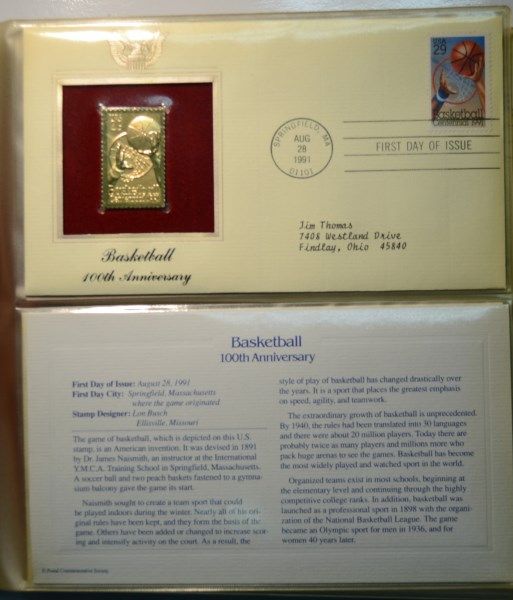 USA
29
Basketball
Centennial 1991
SPRINGFIELD, MA
AUG
28
1991
01101
FIRST DAY OF ISSUE
Basketball
100th Anniversary
Jim Thomas
7408 Westland Drive
Findlay, Ohio 45840
Basketball
100th Anniversary
First Day of Issue: August 28, 1991
First Day City: Springfield, Massachusetts
where the game originated
Stamp Designer: Lon Busch
Ellisville, Missouri
The game of basketball, which is depicted on this U.S.
stamp, is an American invention. It was devised in 1891
by Dr. James Naismith, an instructor at the International
Y.M.C.A. Training School in Springfield, Massachusetts.
A soccer ball and two peach baskets fastened to a gym-
nasium balcony gave the game its start.
Naismith sought to create a team sport that could
be played indoors during the winter. Nearly all of his ori-
ginal rules have been kept, and they form the basis of the
game. Others have been added or changed to increase scor-
ing and intensify activity on the court. As a result, the
style of play of basketball has changed drastically over
the years. It is a sport that places the greatest emphasis
on speed, agility, and teamwork.
The extraordinary growth of basketball is unprecedented.
By 1940, the rules had been translated into 30 languages
and there were about 20 million players. Today there are
probably twice as many players and millions more who
pack huge arenas to see the games. Basketball has become
the most widely played and watched sport in the world.
Organized teams exist in most schools, beginning at
the elementary level and continuing through the highly
competitive college ranks. In addition, basketball was
launched as a professional sport in 1898 with the organi-
zation of the National Basketball League. The game
became an Olympic sport for men in 1936, and for
women 40 years later.
© Postal Commemorative Society